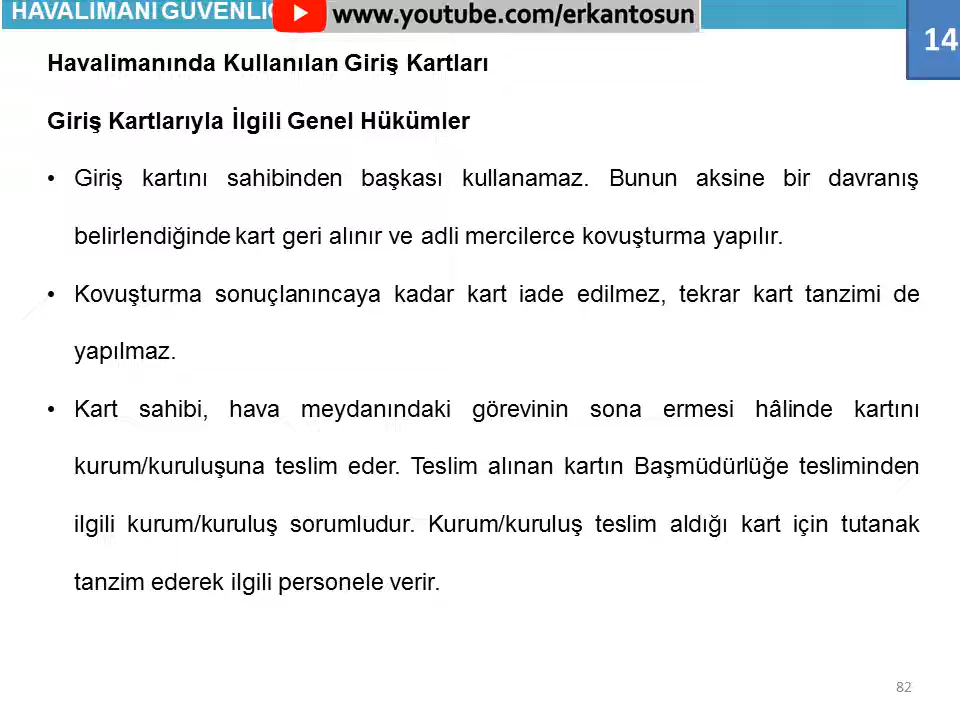 HAVALİMANI GÜVENLİĞ
www.youtube.com/erkantosun
14
Havalimanında Kullanılan Giriş Kartları
Giriş Kartlarıyla İlgili Genel Hükümler
• Giriş kartını sahibinden başkası kullanamaz. Bunun aksine bir davranış
belirlendiğinde kart geri alınır ve adli mercilerce kovuşturma yapılır.
• Kovuşturma sonuçlanıncaya kadar kart iade edilmez, tekrar kart tanzimi de
yapılmaz.
• Kart sahibi, hava meydanındaki görevinin sona ermesi hâlinde kartını
kurum/kuruluşuna teslim eder. Teslim alınan kartın Başmüdürlüğe tesliminden
ilgili kurum/kuruluş sorumludur. Kurum/kuruluş teslim aldığı kart için tutanak
tanzim ederek ilgili personele verir.
82